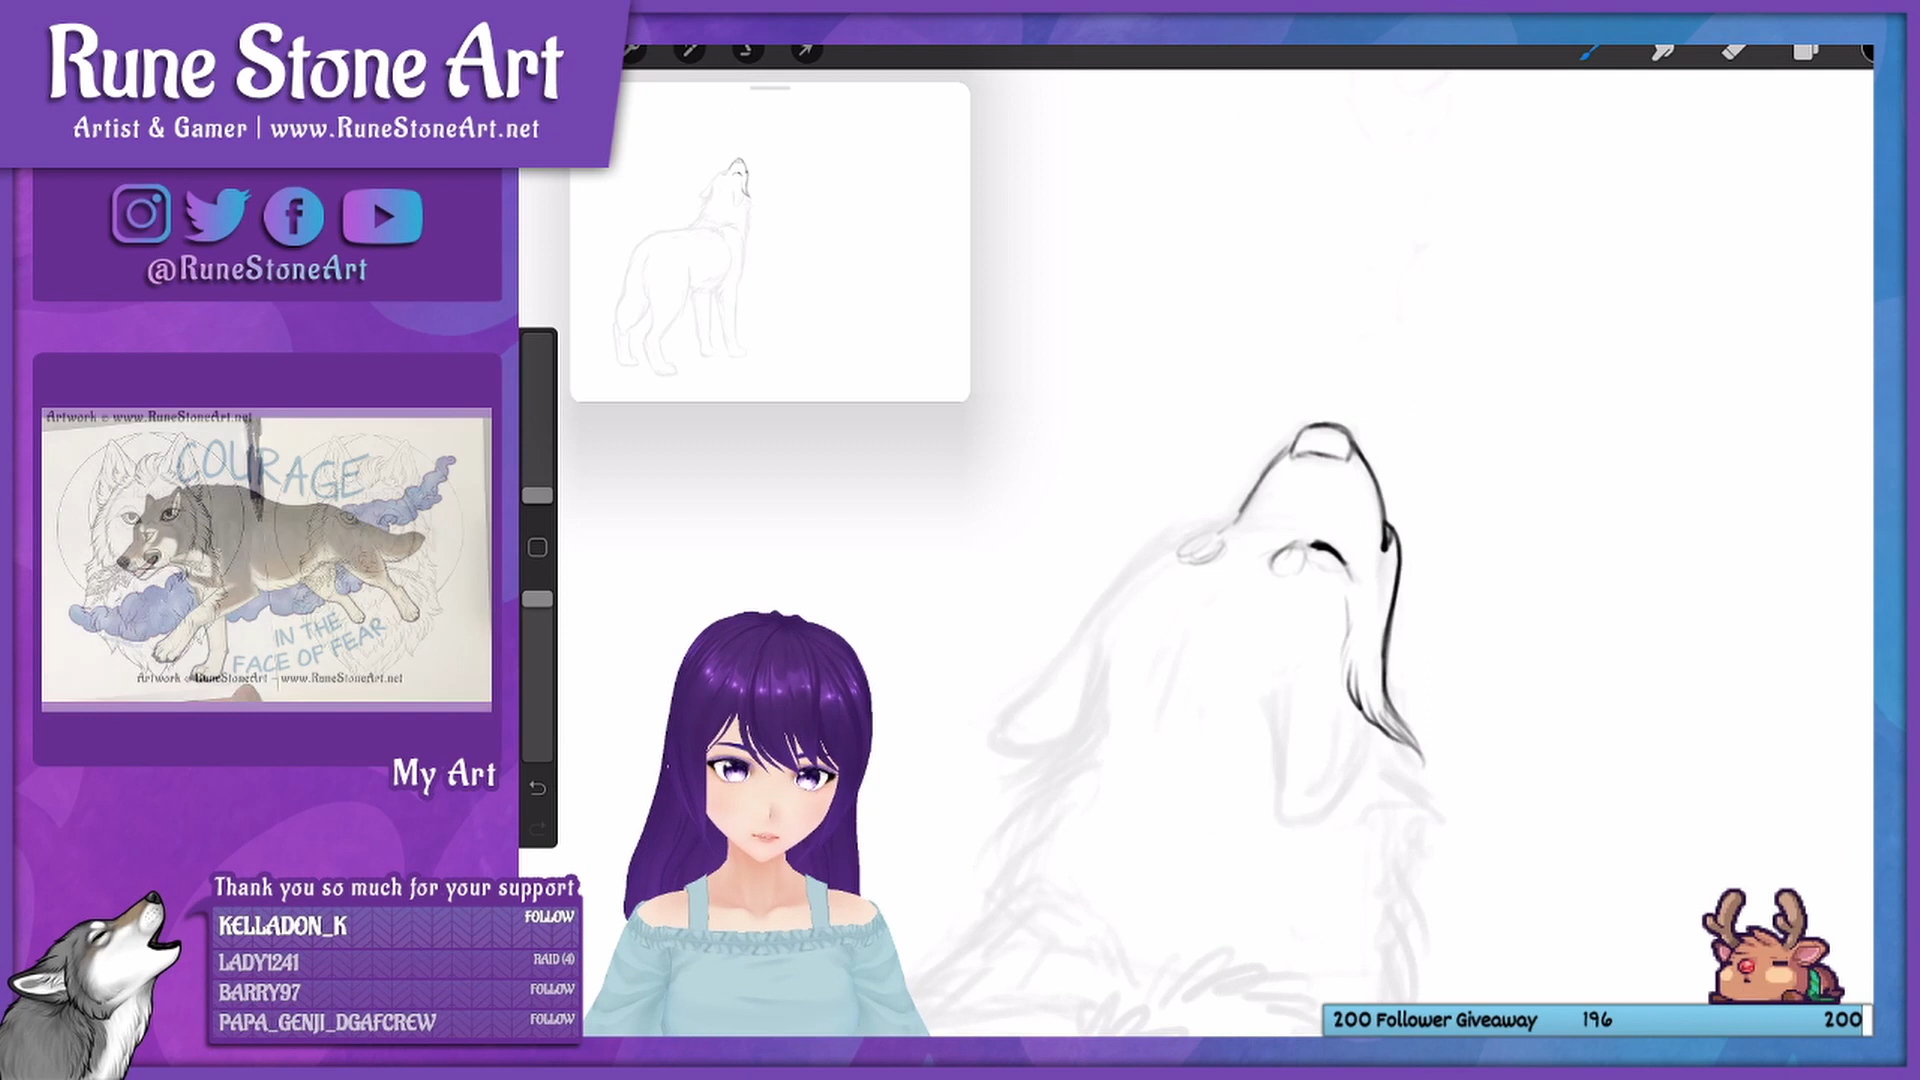 Rune Stone Art
Artist & Gamer | www.RuneStoneArt.net
@RuneStoneArt
Artwork © www.RuneStoneArt.net
COURAGE
IN THE
FACE OF FEAR
Artwork © RuneStoneArt - www.RuneStoneArt.net
My Art
Thank you so much for your support
KELLADON_K FOLLOW
LADY1241 RAID (4)
BARRY97 FOLLOW
PAPA_GENJI_DGAFCREW FOLLOW
200 Follower Giveaway 196 200